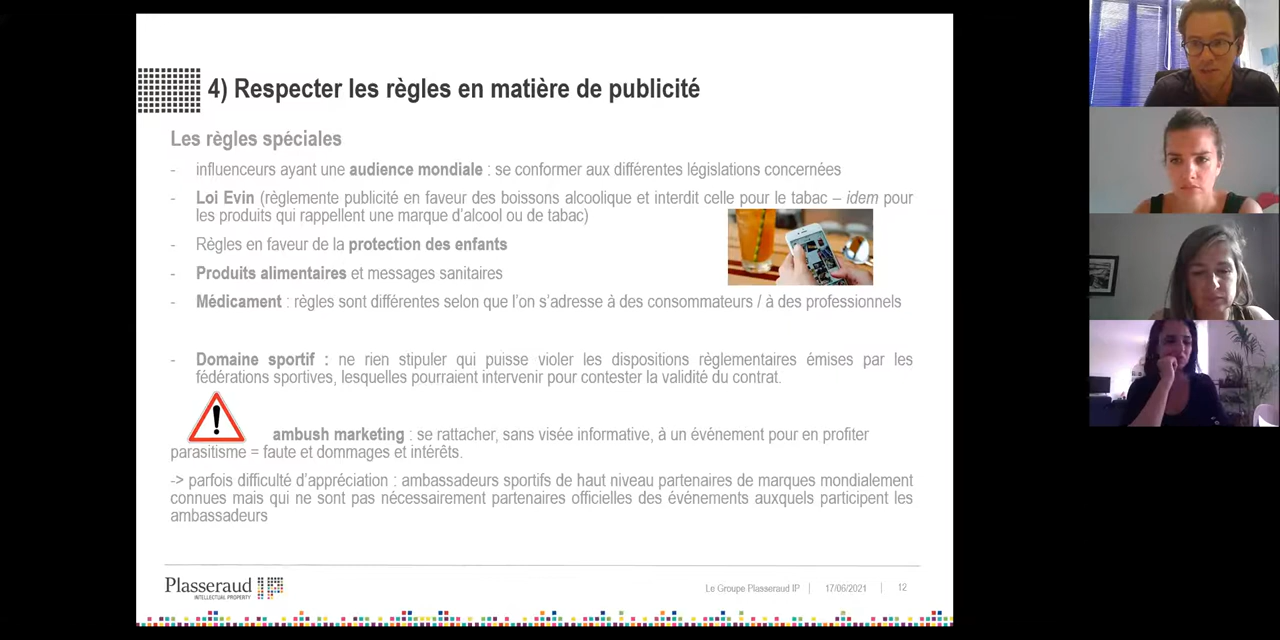 4) Respecter les règles en matière de publicité
Les règles spéciales
- influenceurs ayant une audience mondiale : se conformer aux différentes législations concernées
- Loi Evin (règlemente publicité en faveur des boissons alcoolique et interdit celle pour le tabac – idem pour
les produits qui rappellent une marque d'alcool ou de tabac)
- Règles en faveur de la protection des enfants
- Produits alimentaires et messages sanitaires
- Médicament : règles sont différentes selon que l'on s'adresse à des consommateurs / à des professionnels
- Domaine sportif : ne rien stipuler qui puisse violer les dispositions règlementaires émises par les
fédérations sportives, lesquelles pourraient intervenir pour contester la validité du contrat.
ambush marketing : se rattacher, sans visée informative, à un événement pour en profiter
parasitisme = faute et dommages et intérêts.
-> parfois difficulté d'appréciation : ambassadeurs sportifs de haut niveau partenaires de marques mondialement
connues mais qui ne sont pas nécessairement partenaires officielles des événements auxquels participent les
ambassadeurs
Plasseraud IP
INTELLECTUAL PROPERTY
Le Groupe Plasseraud IP | 17/06/2021 | 12